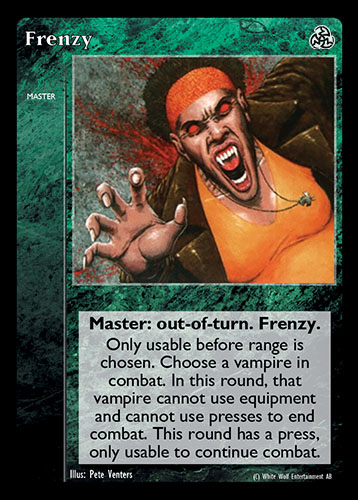 Frenzy
MASTER
Master: out-of-turn. Frenzy.
Only usable before range is
chosen. Choose a vampire in
combat. In this round, that
vampire cannot use equipment
and cannot use presses to end
combat. This round has a press,
only usable to continue combat.
Illus: Pete Venters
(C) White Wolf Entertainment AB